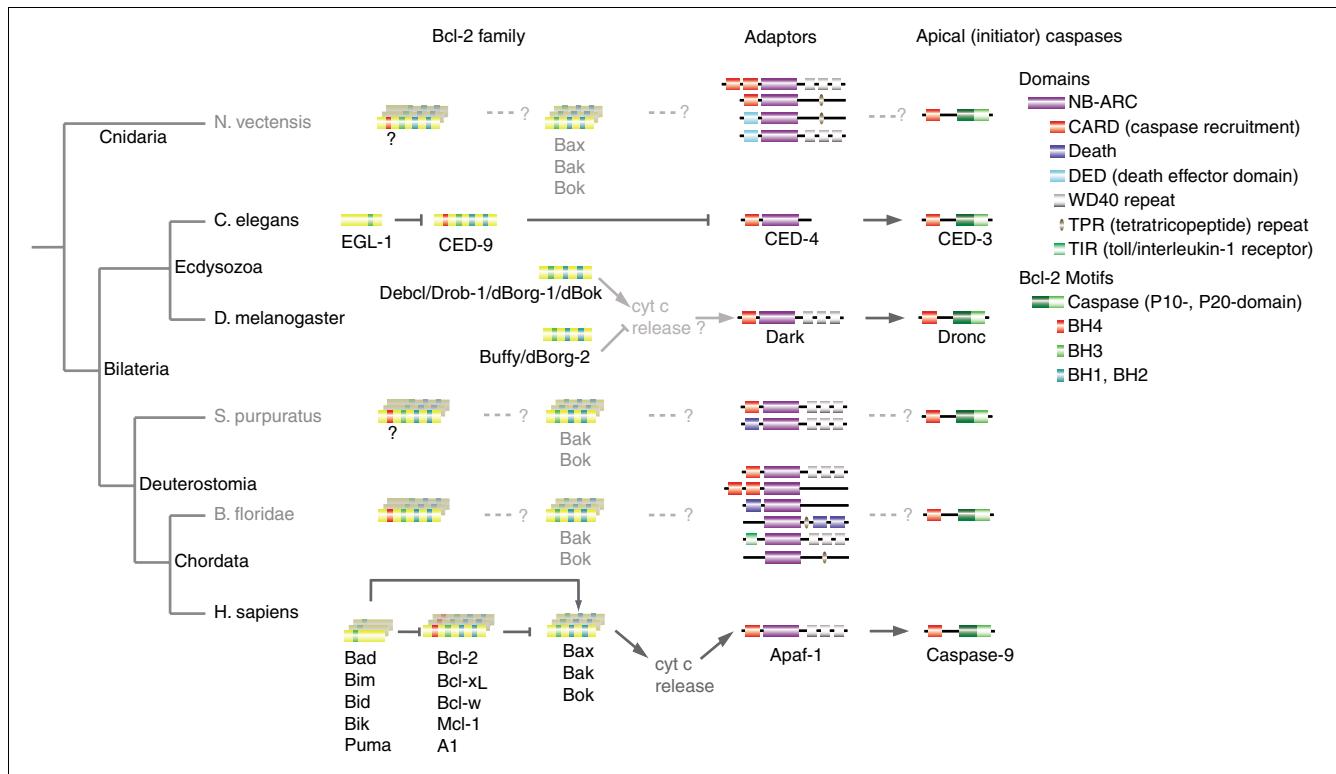 Bcl-2 family
Adaptors
Apical (initiator) caspases
Domains
NB-ARC
CARD (caspase recruitment)
Death
DED (death effector domain)
WD40 repeat
TPR (tetratricopeptide) repeat
TIR (toll/interleukin-1 receptor)
Bcl-2 Motifs
Caspase (P10-, P20-domain)
BH4
BH3
BH1, BH2
Cnidaria
N. vectensis
?
?
?
?
Bax
Bak
Bok
C. elegans
EGL-1
CED-9
CED-4
CED-3
Ecdysozoa
Debcl/Drob-1/dBorg-1/dBok
cyt c
release ?
D. melanogaster
Buffy/dBorg-2
Dark
Dronc
Bilateria
S. purpuratus
?
?
?
?
Bak
Bok
Deuterostomia
B. floridae
?
?
?
Bak
Bok
Chordata
H. sapiens
Bad
Bim
Bid
Bik
Puma
Bcl-2
Bcl-xL
Bcl-w
Mcl-1
A1
Bax
Bak
Bok
cyt c
release
Apaf-1
Caspase-9